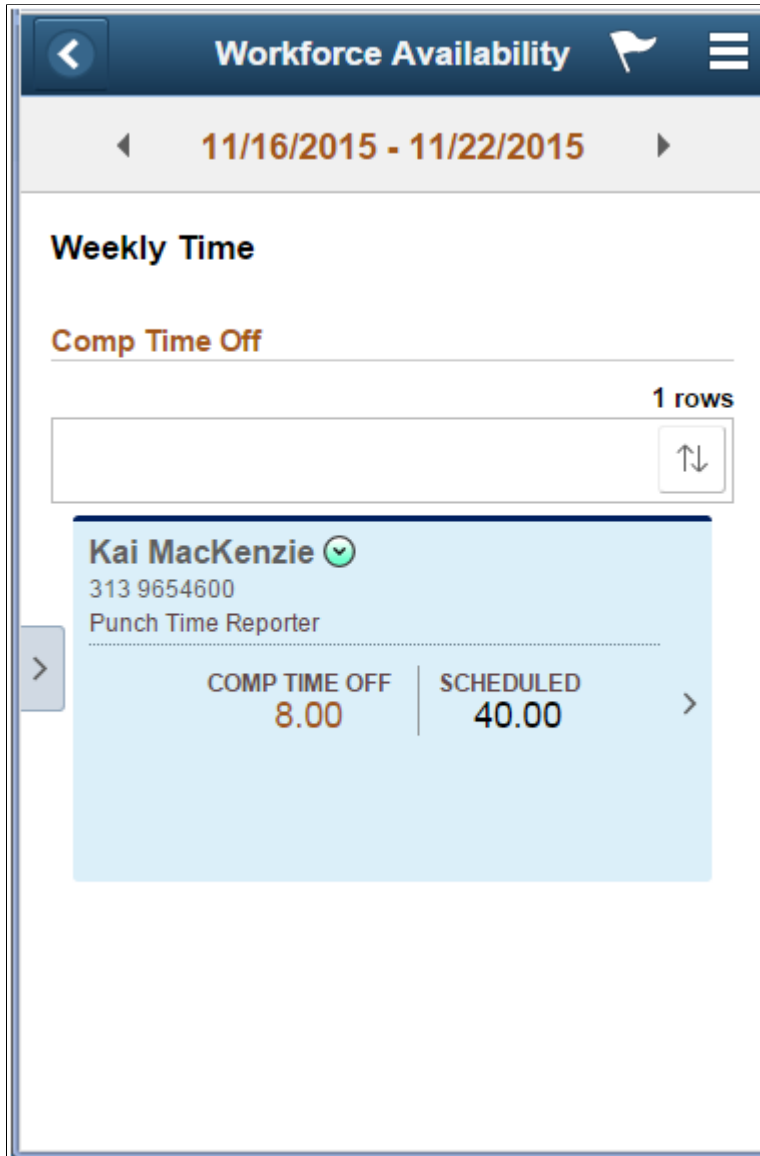 Workforce Availability
11/16/2015 - 11/22/2015
Weekly Time
Comp Time Off
1 rows
Kai MacKenzie
313 9654600
Punch Time Reporter
COMP TIME OFF SCHEDULED
8.00 40.00